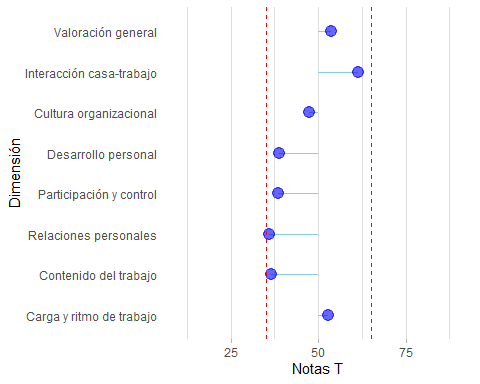 Valoración general
Interacción casa-trabajo
Cultura organizacional
Desarrollo personal
Participación y control
Relaciones personales
Contenido del trabajo
Carga y ritmo de trabajo
Dimensión
25 50 75
Notas T